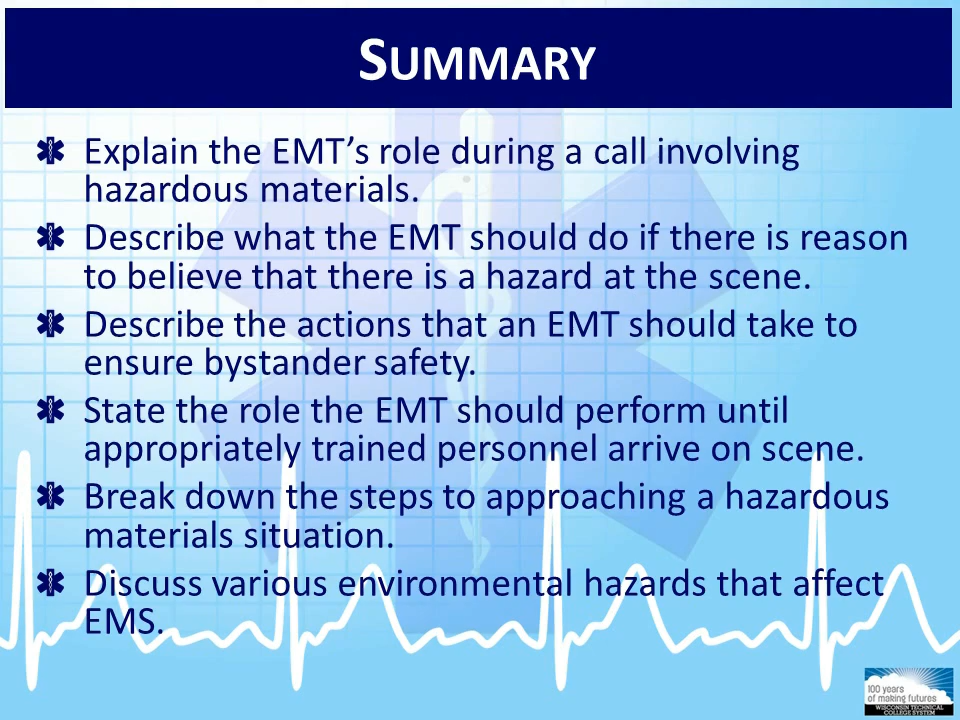 SUMMARY
Explain the EMT’s role during a call involving
hazardous materials.
Describe what the EMT should do if there is reason
to believe that there is a hazard at the scene.
Describe the actions that an EMT should take to
ensure bystander safety.
State the role the EMT should perform until
appropriately trained personnel arrive on scene.
Break down the steps to approaching a hazardous
materials situation.
Discuss various environmental hazards that affect
EMS.
100 years
of making futures
WISCONSIN TECHNICAL
COLLEGE SYSTEM